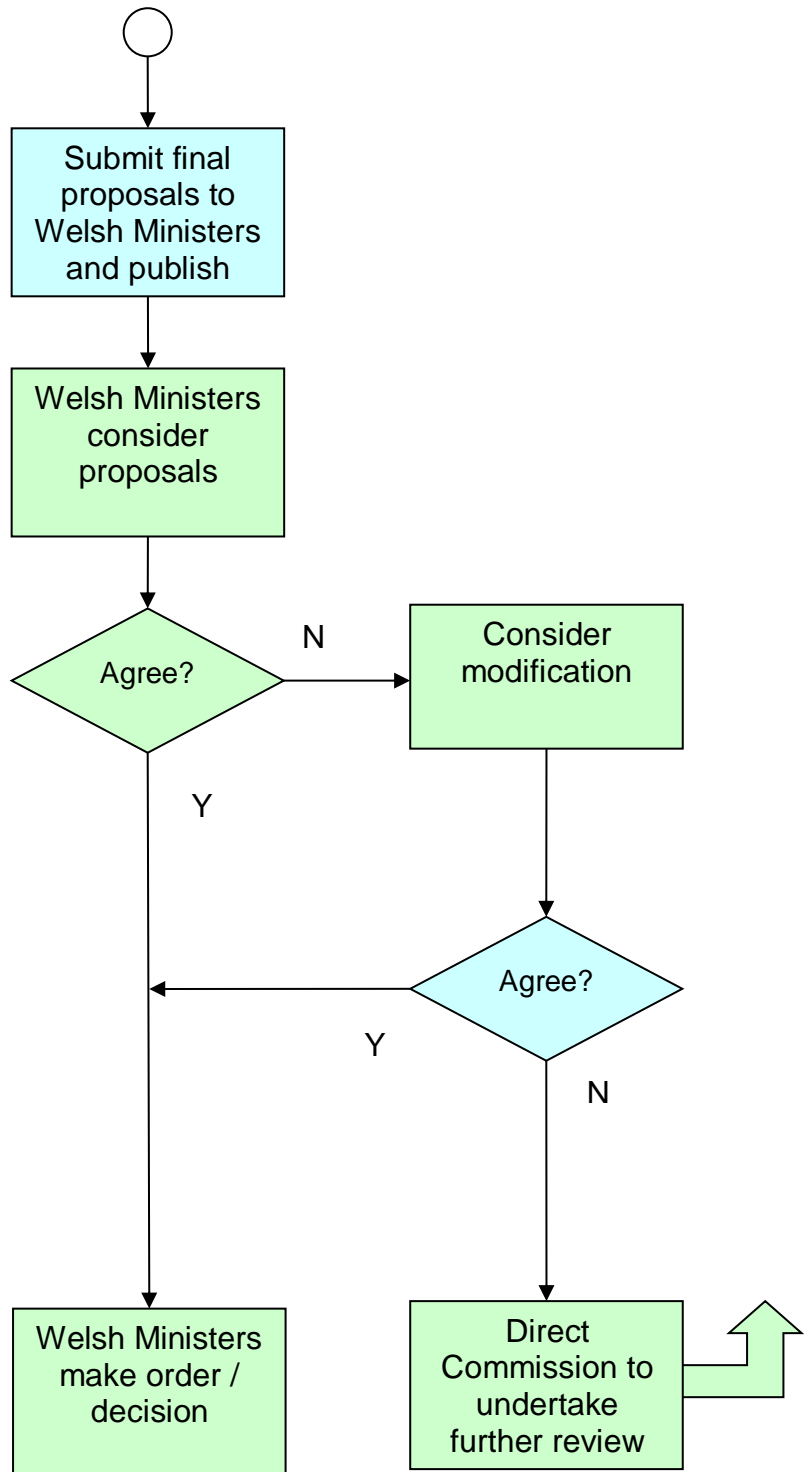 Submit final
proposals to
Welsh Ministers
and publish
Welsh Ministers
consider
proposals
Agree?
N
Consider
modification
Y
Agree?
Y
N
Welsh Ministers
make order /
decision
Direct
Commission to
undertake
further review